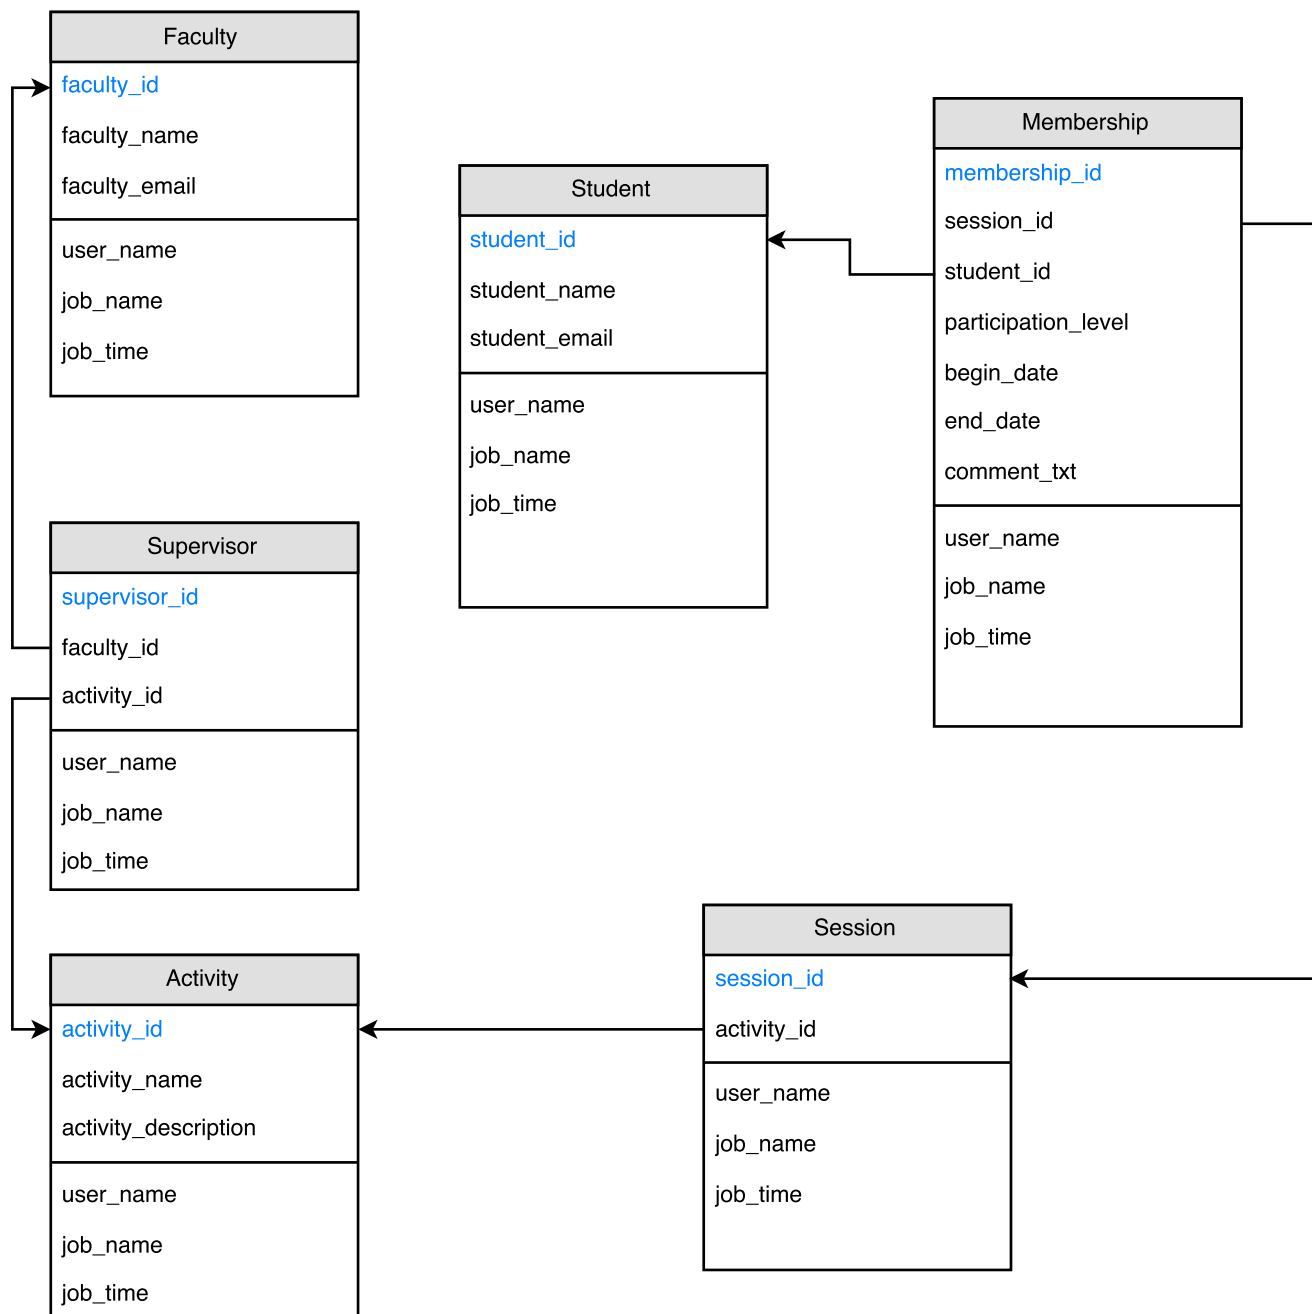 Faculty
faculty_id
faculty_name
faculty_email
user_name
job_name
job_time
Student
student_id
student_name
student_email
user_name
job_name
job_time
Membership
membership_id
session_id
student_id
participation_level
begin_date
end_date
comment_txt
user_name
job_name
job_time
Supervisor
supervisor_id
faculty_id
activity_id
user_name
job_name
job_time
Activity
activity_id
activity_name
activity_description
user_name
job_name
job_time
Session
session_id
activity_id
user_name
job_name
job_time